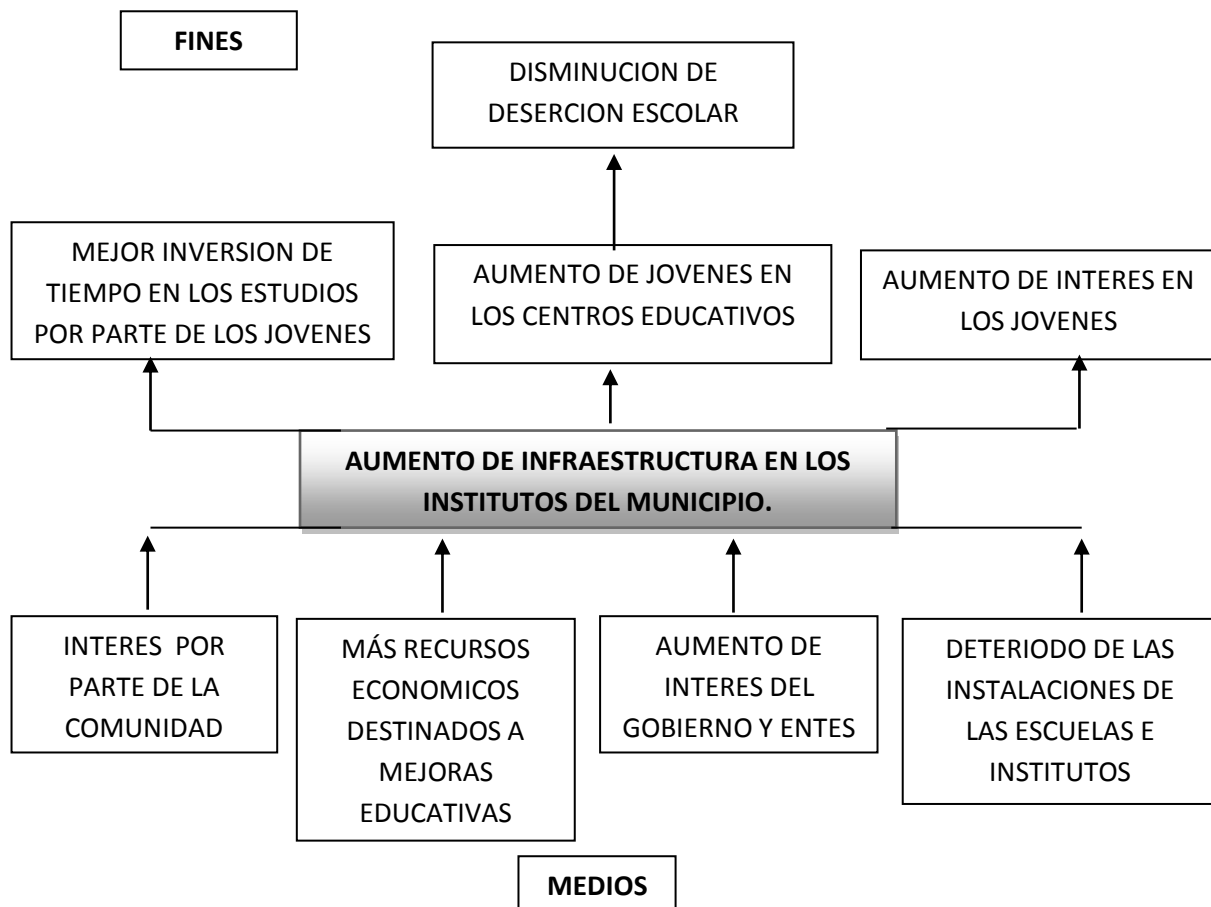 FINES
DISMINUCION DE
DESERCION ESCOLAR
MEJOR INVERSION DE
TIEMPO EN LOS ESTUDIOS
POR PARTE DE LOS JOVENES
AUMENTO DE JOVENES EN
LOS CENTROS EDUCATIVOS
AUMENTO DE INTERES EN
LOS JOVENES
AUMENTO DE INFRAESTRUCTURA EN LOS
INSTITUTOS DEL MUNICIPIO.
INTERES POR
PARTE DE LA
COMUNIDAD
MÁS RECURSOS
ECONOMICOS
DESTINADOS A
MEJORAS
EDUCATIVAS
AUMENTO DE
INTERES DEL
GOBIERNO Y ENTES
DETERIODO DE LAS
INSTALACIONES DE
LAS ESCUELAS E
INSTITUTOS
MEDIOS